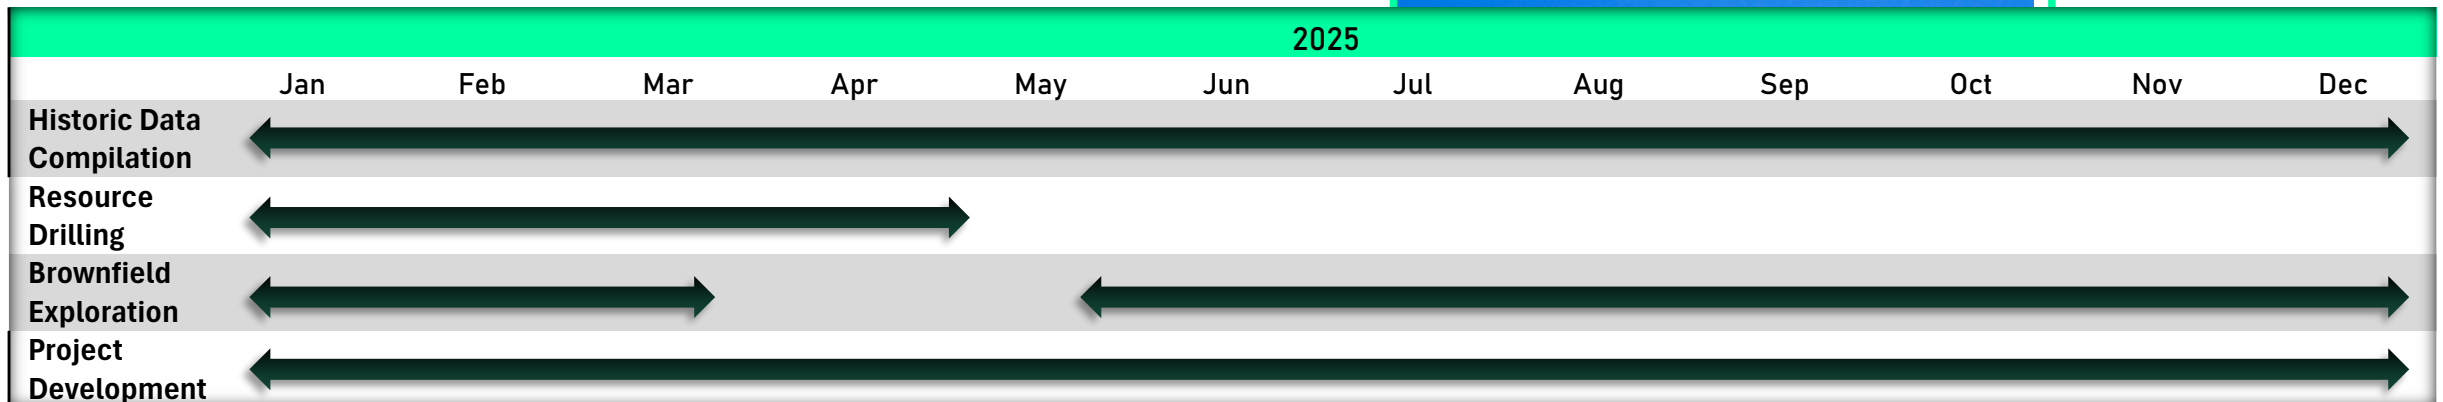 2025
Jan Feb Mar Apr May Jun Jul Aug Sep Oct Nov Dec
Historic Data
Compilation
Resource
Drilling
Brownfield
Exploration
Project
Development